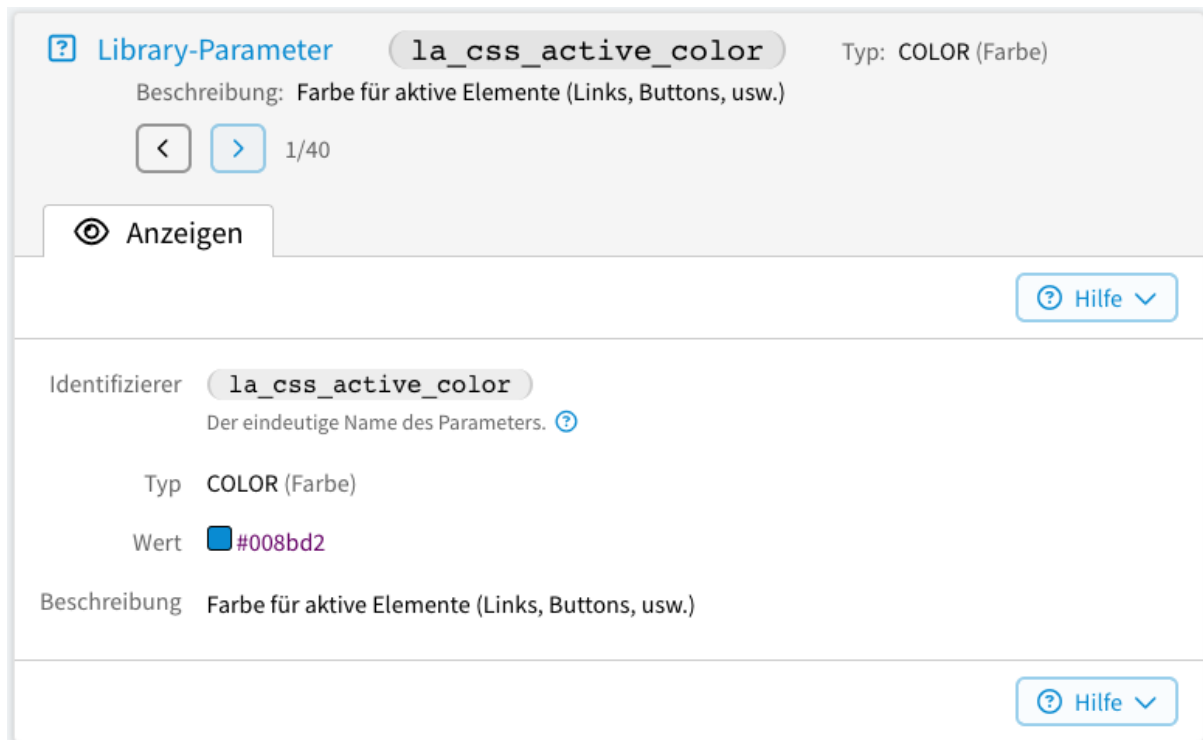 Library-Parameter la_css_active_color Typ: COLOR (Farbe)
Beschreibung: Farbe für aktive Elemente (Links, Buttons, usw.)
1/40
Anzeigen
Hilfe
Identifizierer la_css_active_color
Der eindeutige Name des Parameters.
Typ COLOR (Farbe)
Wert #008bd2
Beschreibung Farbe für aktive Elemente (Links, Buttons, usw.)
Hilfe